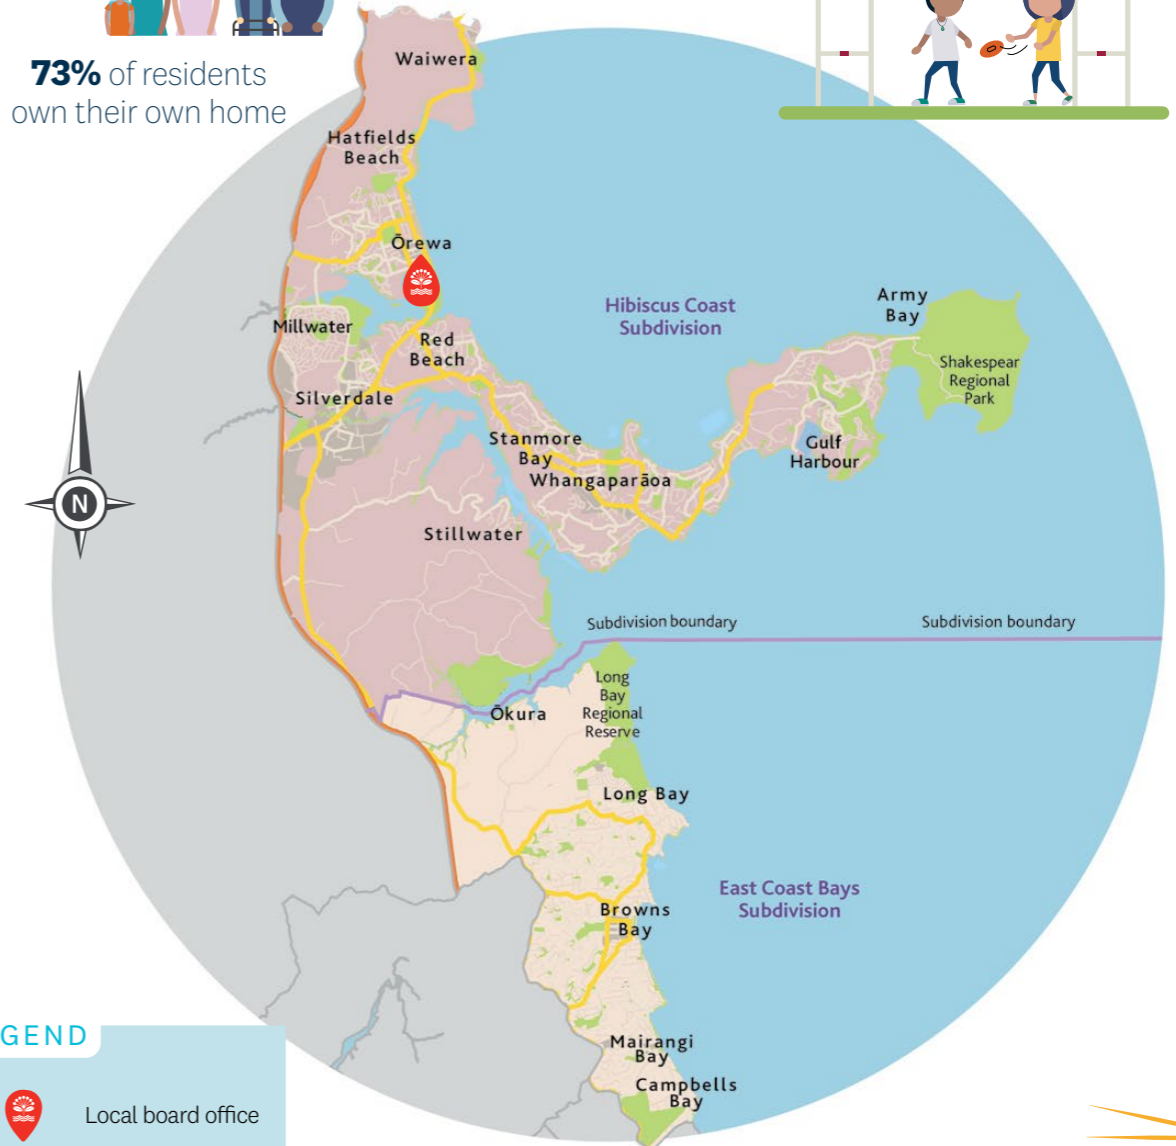 73% of residents
own their own home
Waiwera
Hatfields
Beach
Ōrewa
Hibiscus Coast
Subdivision
Army
Bay
Millwater
Red
Beach
Shakespear
Regional
Park
Silverdale
Stanmore
Bay
Gulf
Harbour
Whangaparāoa
N
Stillwater
Subdivision boundary
Subdivision boundary
Long
Bay
Regional
Reserve
Ōkura
Long Bay
East Coast Bays
Subdivision
Browns
Bay
GEND
Mairangi
Bay
Campbells
Bay
Local board office